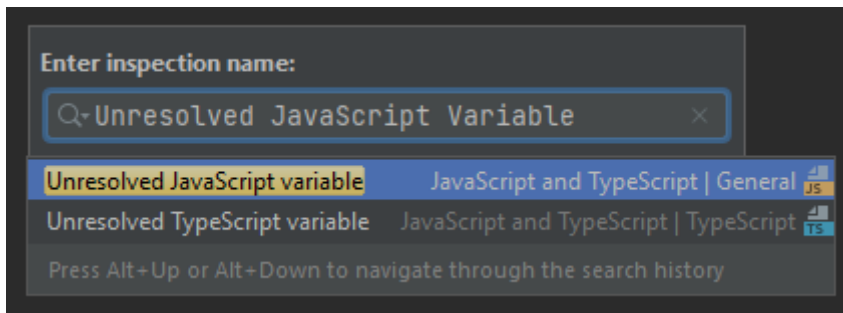 Enter inspection name:
Unresolved JavaScript Variable
Unresolved JavaScript variable JavaScript and TypeScript | General JS
Unresolved TypeScript variable JavaScript and TypeScript | TypeScript TS
Press Alt+Up or Alt+Down to navigate through the search history